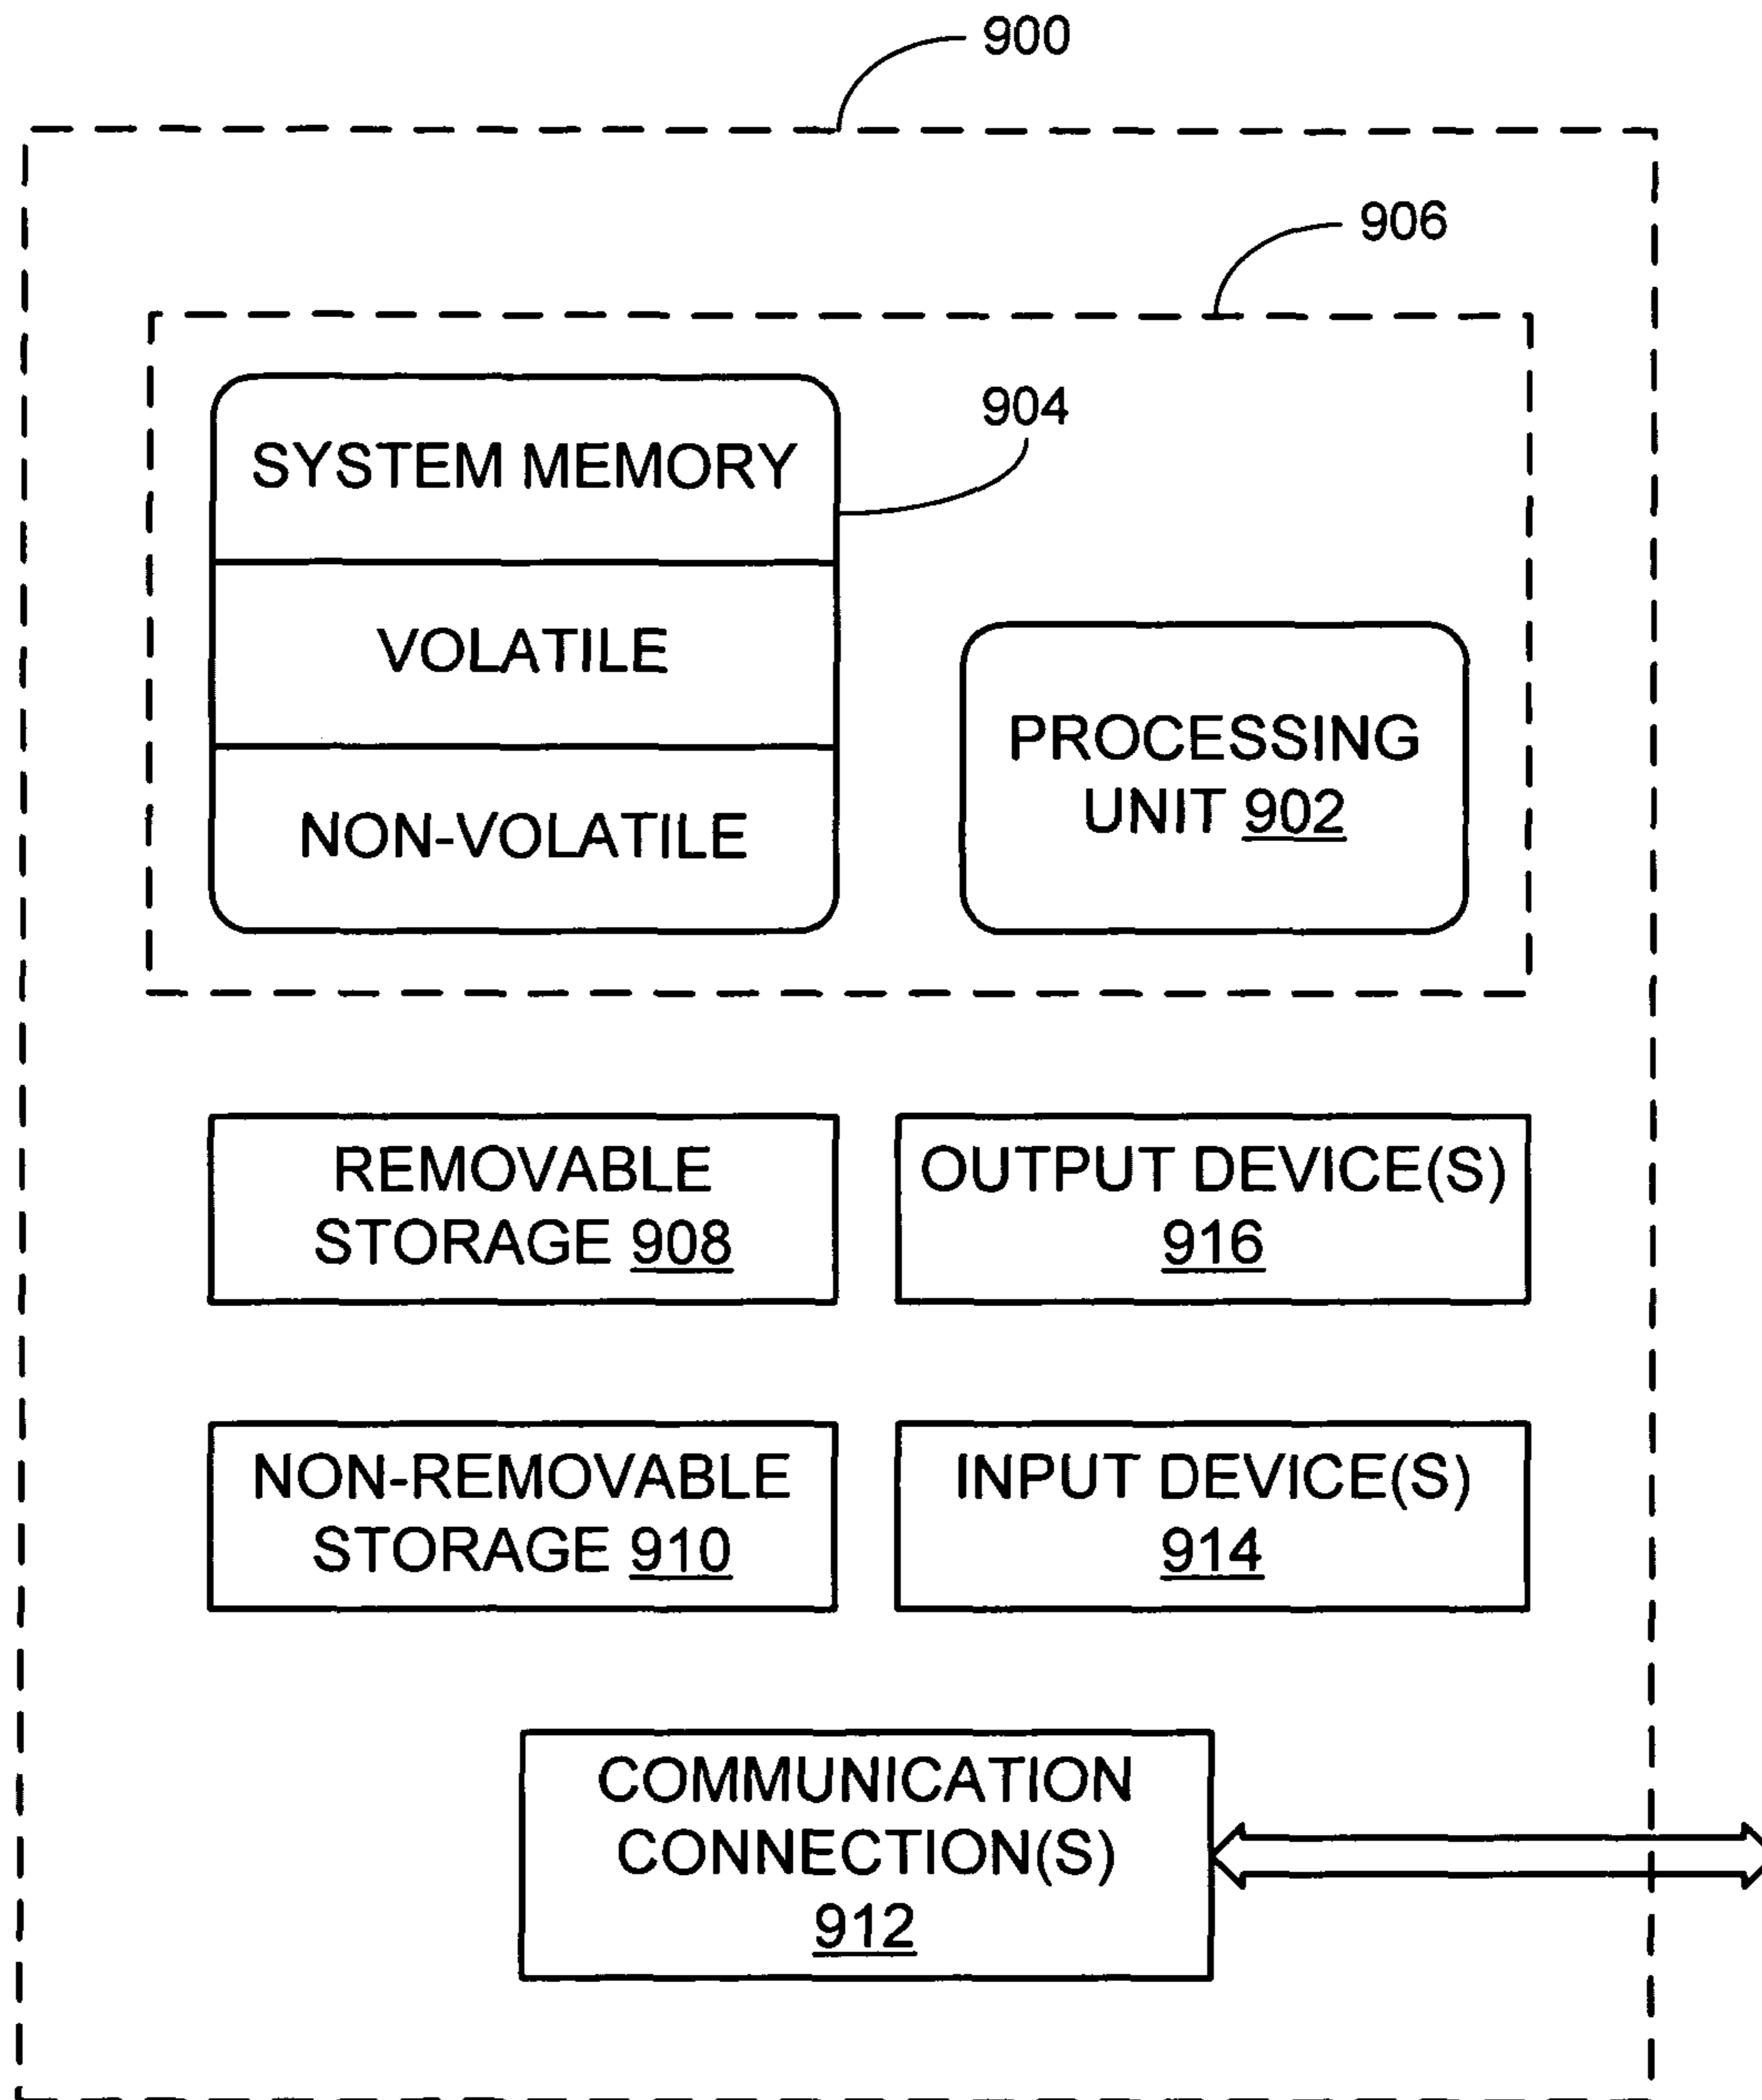 900
906
904
SYSTEM MEMORY
VOLATILE
NON-VOLATILE
PROCESSING
UNIT 902
REMOVABLE
STORAGE 908
OUTPUT DEVICE(S)
916
NON-REMOVABLE
STORAGE 910
INPUT DEVICE(S)
914
COMMUNICATION
CONNECTION(S)
912